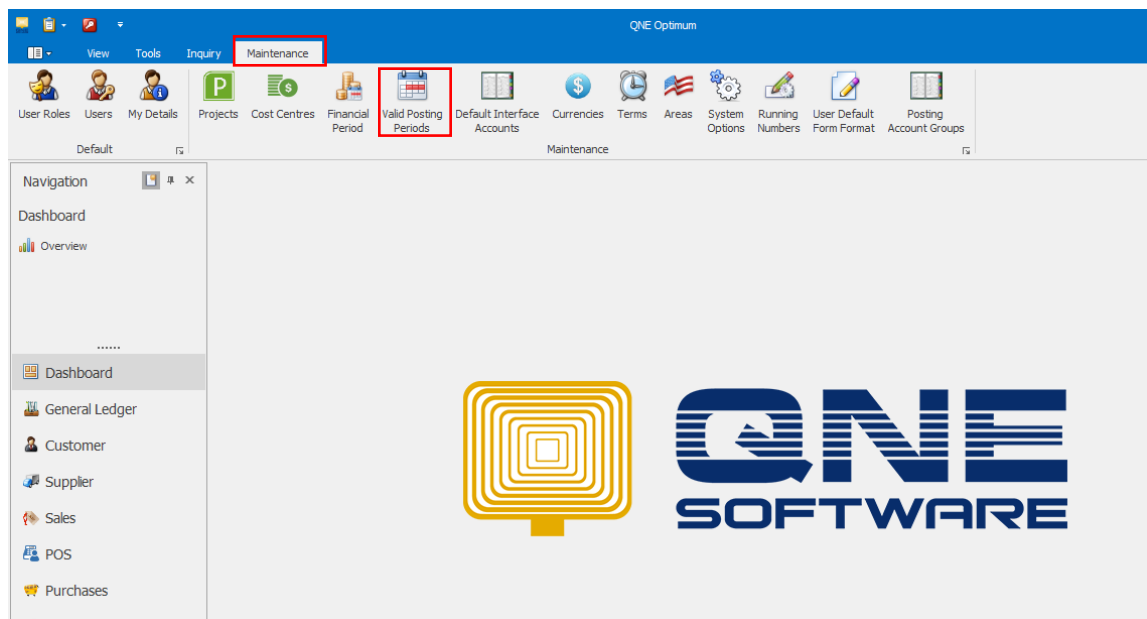 QNE Optimum
View Tools Inquiry Maintenance
User Roles Users My Details Projects Cost Centres Financial Period Valid Posting Periods Default Interface Accounts Currencies Terms Areas System Options Running Numbers User Default Form Format Posting Account Groups
Default Maintenance
Navigation
Dashboard
Overview
Dashboard
General Ledger
Customer
Supplier
Sales
POS
Purchases
QNE
SOFTWARE